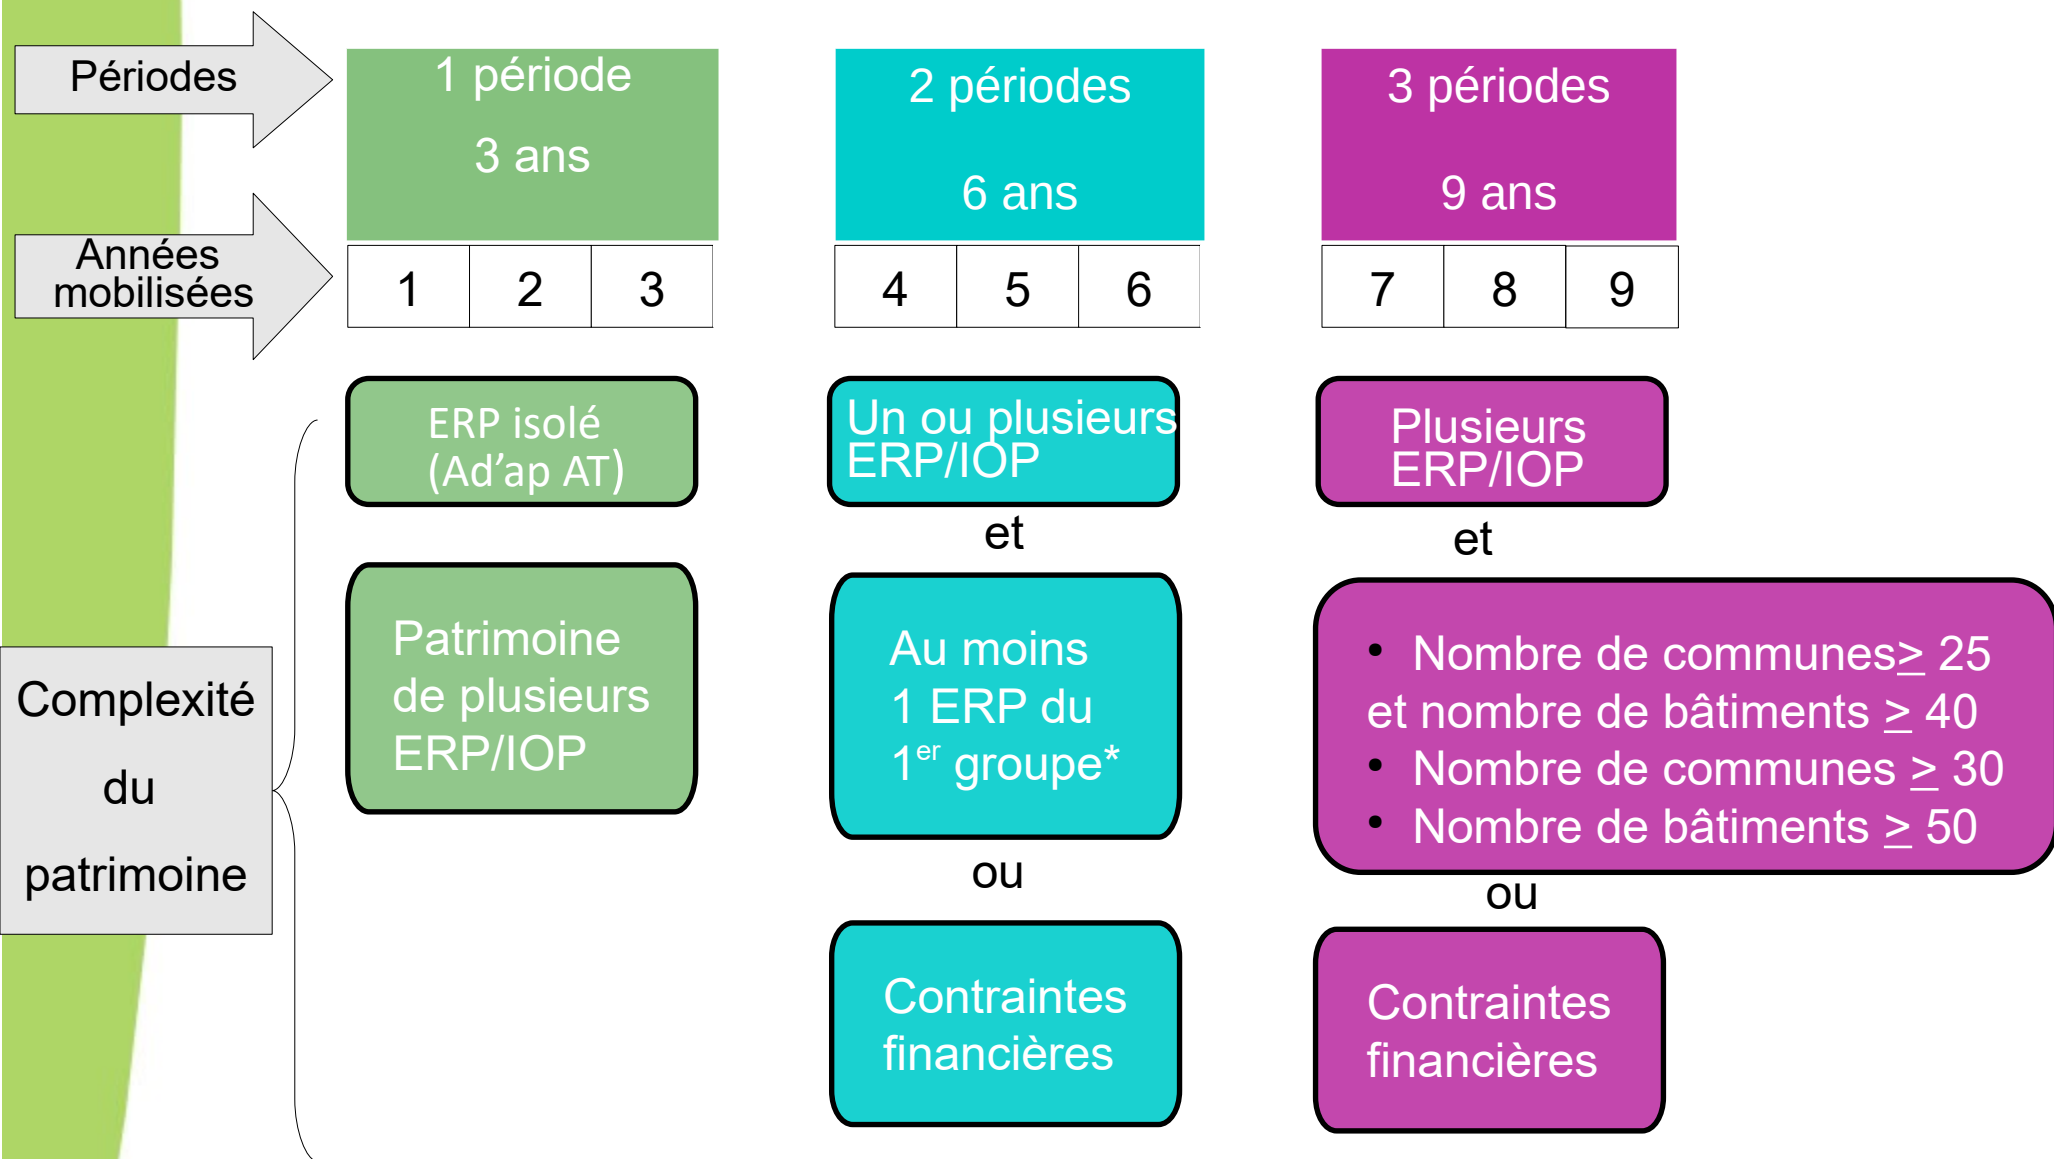 Périodes
1 période
3 ans
2 périodes
6 ans
3 périodes
9 ans
Années
mobilisées
1 2 3
4 5 6
7 8 9
Complexité
du
patrimoine
ERP isolé
(Ad’ap AT)
Patrimoine
de plusieurs
ERP/IOP
Un ou plusieurs
ERP/IOP
et
Au moins
1 ERP du
1er groupe*
ou
Contraintes
financières
Plusieurs
ERP/IOP
et
• Nombre de communes≥ 25
et nombre de bâtiments ≥ 40
• Nombre de communes ≥ 30
• Nombre de bâtiments ≥ 50
ou
Contraintes
financières